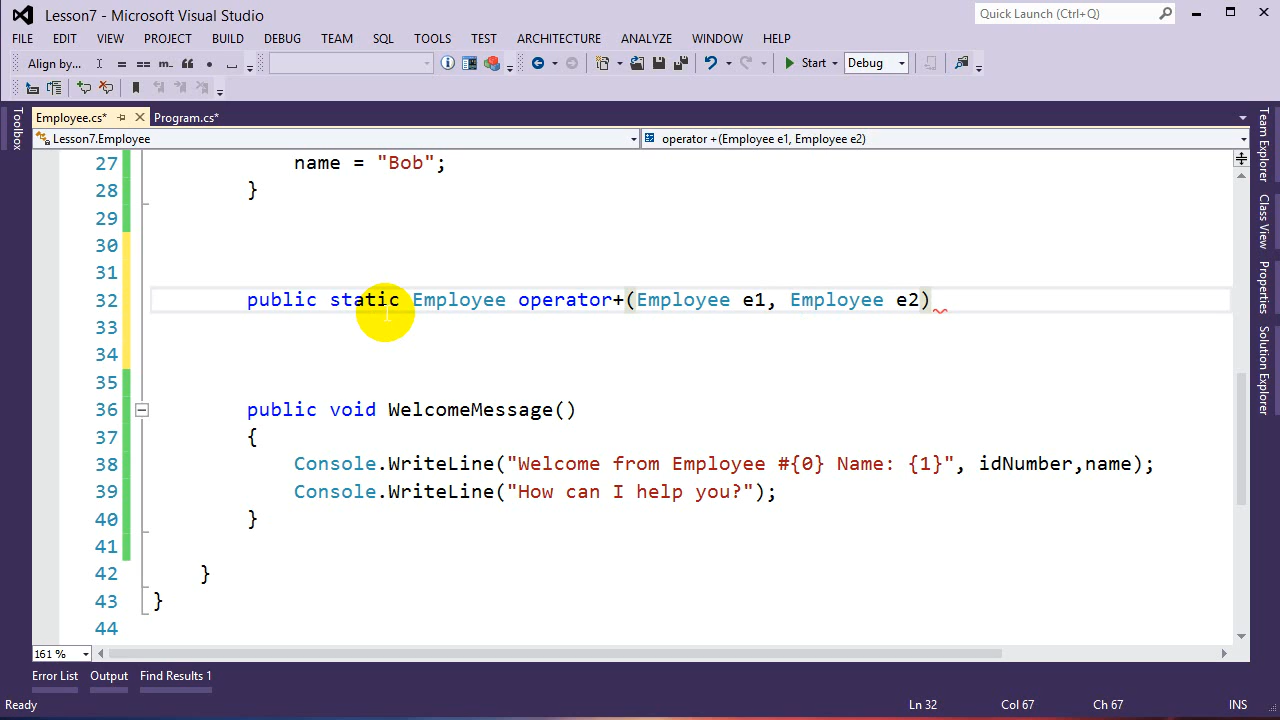 Lesson7 - Microsoft Visual Studio
Quick Launch (Ctrl+Q)
FILE EDIT VIEW PROJECT BUILD DEBUG TEAM SQL TOOLS TEST ARCHITECTURE ANALYZE WINDOW HELP
Align by... Start Debug
Employee.cs* Program.cs*
Lesson7.Employee operator +(Employee e1, Employee e2)
Toolbox
Team Explorer
Class View
Properties
Solution Explorer
27 name = "Bob";
28 }
29
30
31
32 public static Employee operator+(Employee e1, Employee e2)
33
34
35
36 public void WelcomeMessage()
37 {
38 Console.WriteLine("Welcome from Employee #{0} Name: {1}", idNumber,name);
39 Console.WriteLine("How can I help you?");
40 }
41
42 }
43 }
44
161 %
Error List Output Find Results 1
Ready Ln 32 Col 67 Ch 67 INS